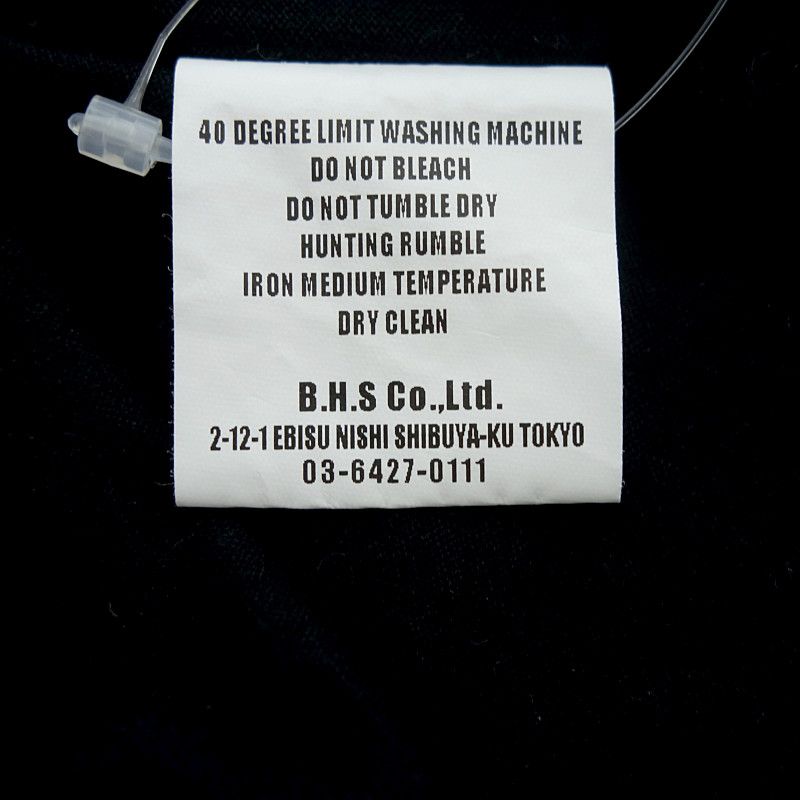 40 DEGREE LIMIT WASHING MACHINE
DO NOT BLEACH
DO NOT TUMBLE DRY
HUNTING RUMBLE
IRON MEDIUM TEMPERATURE
DRY CLEAN
B.H.S Co.,Ltd.
2-12-1 EBISU NISHI SHIBUYA-KU TOKYO
03-6427-0111